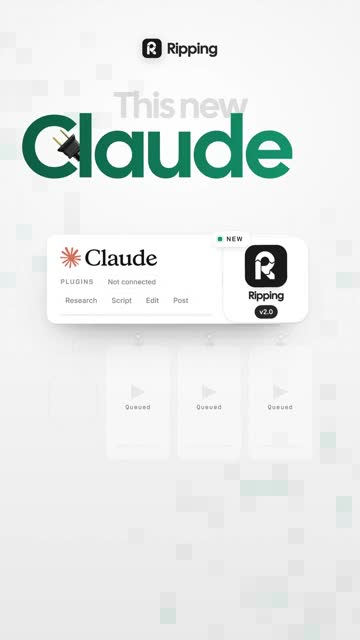 Ripping
This new
Claude
NEW
Claude
PLUGINS Not connected
Research Script Edit Post
Ripping
v2.0
Queued Queued Queued